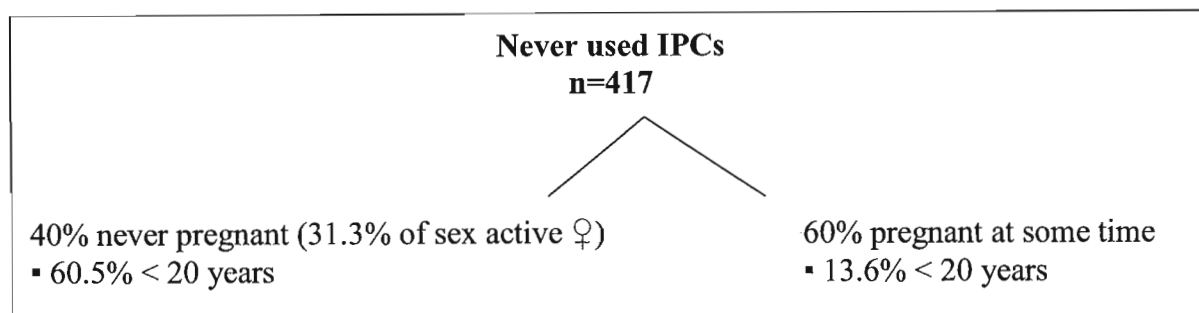 Never used IPCs
n=417
40% never pregnant (31.3% of sex active ♀)
▪ 60.5% < 20 years
60% pregnant at some time
▪ 13.6% < 20 years